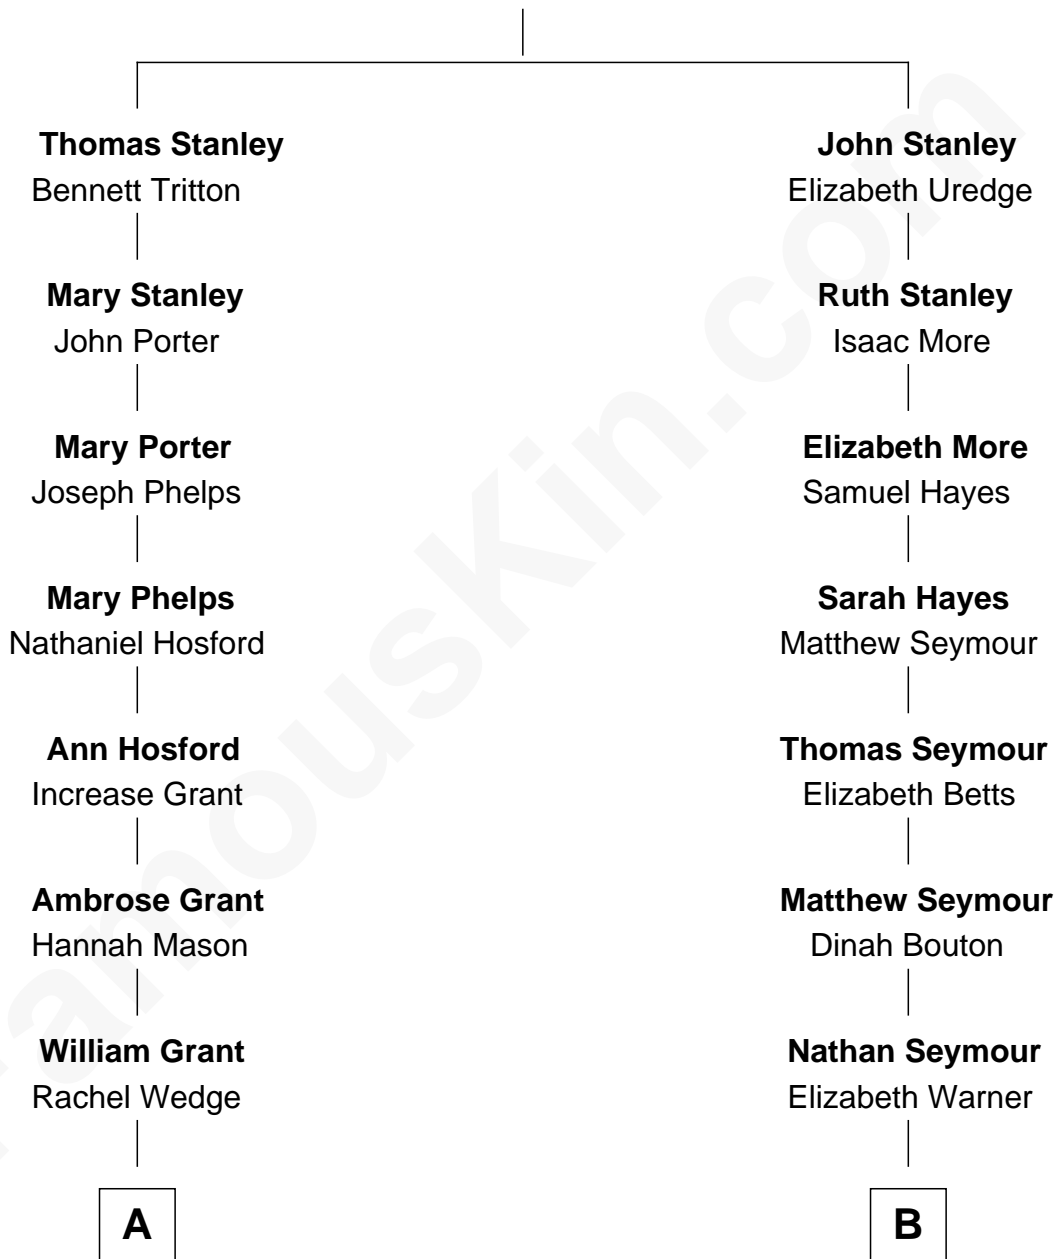 Thomas Stanley
Bennett Tritton
Mary Stanley
John Porter
Mary Porter
Joseph Phelps
Mary Phelps
Nathaniel Hosford
Ann Hosford
Increase Grant
Ambrose Grant
Hannah Mason
William Grant
Rachel Wedge
A
John Stanley
Elizabeth Uredge
Ruth Stanley
Isaac More
Elizabeth More
Samuel Hayes
Sarah Hayes
Matthew Seymour
Thomas Seymour
Elizabeth Betts
Matthew Seymour
Dinah Bouton
Nathan Seymour
Elizabeth Warner
B
FamousKin.com